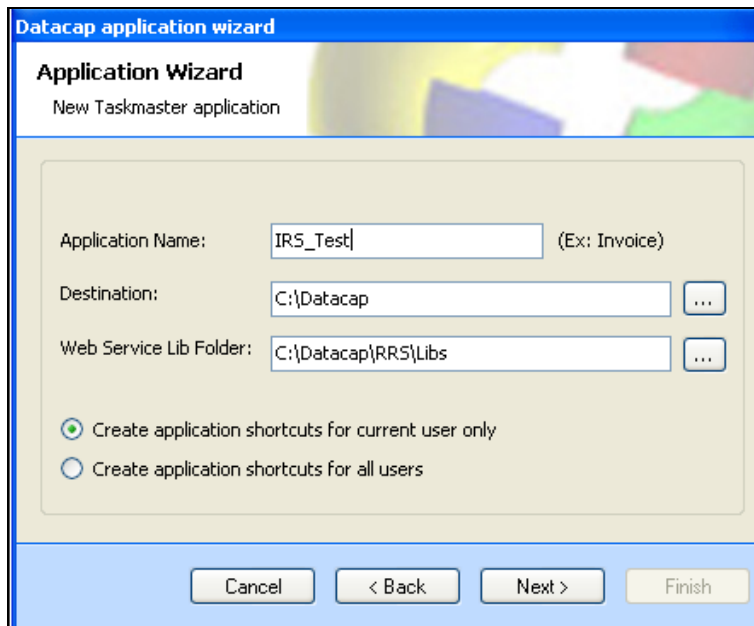 Datacap application wizard
Application Wizard
New Taskmaster application
Application Name: IRS_Test (Ex: Invoice)
Destination: C:\Datacap ...
Web Service Lib Folder: C:\Datacap\RRS\Libs ...
Create application shortcuts for current user only
Create application shortcuts for all users
Cancel < Back Next > Finish